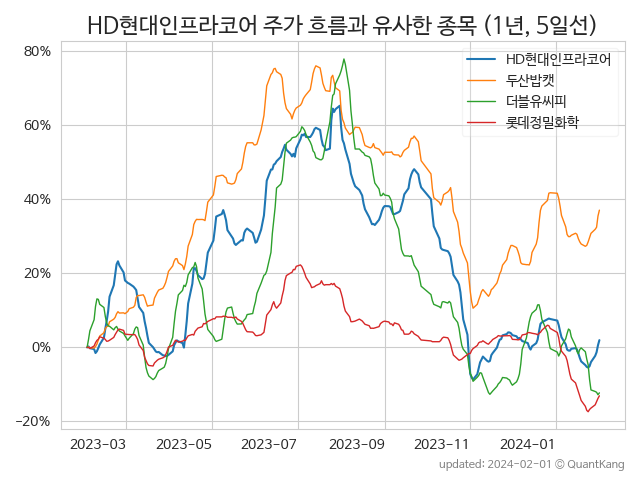 HD현대인프라코어 주가 흐름과 유사한 종목 (1년, 5일선)
HD현대인프라코어
두산밥캣
더블유씨피
롯데정밀화학
80%
60%
40%
20%
0%
−20%
2023-03 2023-05 2023-07 2023-09 2023-11 2024-01
updated: 2024-02-01 © QuantKang